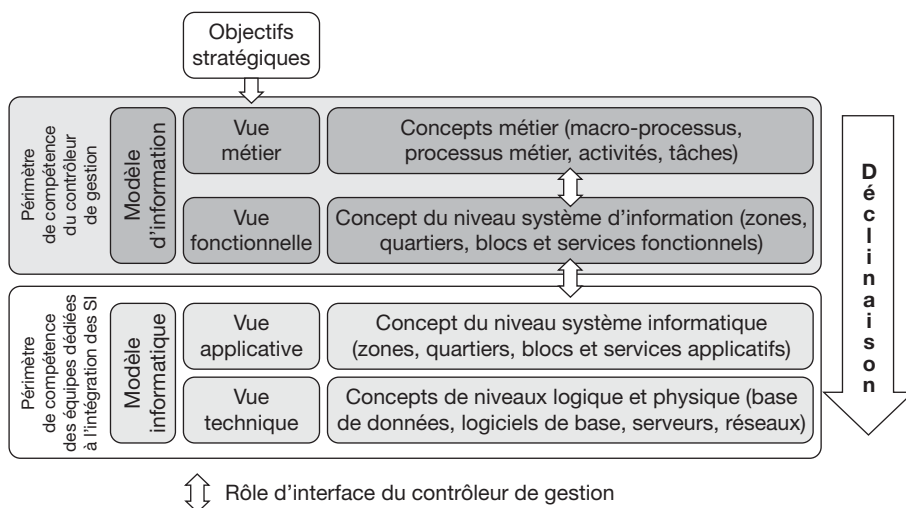 Objectifs
stratégiques
Périmètre
de compétence
du contrôleur
de gestion
Modèle
d'information
Vue
métier
Concepts métier (macro-processus,
processus métier, activités, tâches)
Vue
fonctionnelle
Concept du niveau système d'information (zones,
quartiers, blocs et services fonctionnels)
Périmètre
de compétence
des équipes dédiées
à l'intégration des SI
Modèle
informatique
Vue
applicative
Concept du niveau système informatique
(zones, quartiers, blocs et services applicatifs)
Vue
technique
Concepts de niveaux logique et physique (base
de données, logiciels de base, serveurs, réseaux)
Déclinaison
Rôle d'interface du contrôleur de gestion